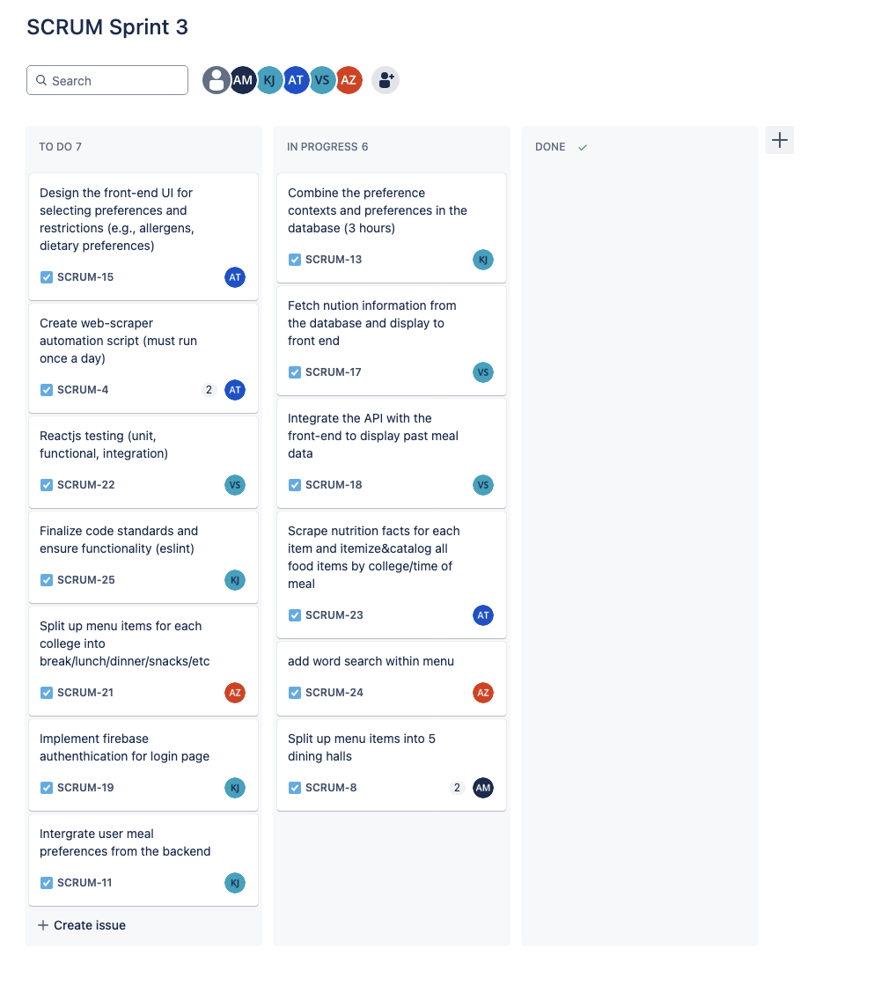 SCRUM Sprint 3
Search
AM
KJ
AT
VS
AZ
TO DO 7
Design the front-end UI for
selecting preferences and
restrictions (e.g., allergens,
dietary preferences)
SCRUM-15
AT
Create web-scraper
automation script (must run
once a day)
SCRUM-4
2
AT
Reactjs testing (unit,
functional, integration)
SCRUM-22
VS
Finalize code standards and
ensure functionality (eslint)
SCRUM-25
KJ
Split up menu items for each
college into
break/lunch/dinner/snacks/etc
SCRUM-21
AZ
Implement firebase
authenthication for login page
SCRUM-19
KJ
Intergrate user meal
preferences from the backend
SCRUM-11
KJ
Create issue
IN PROGRESS 6
Combine the preference
contexts and preferences in the
database (3 hours)
SCRUM-13
KJ
Fetch nution information from
the database and display to
front end
SCRUM-17
VS
Integrate the API with the
front-end to display past meal
data
SCRUM-18
VS
Scrape nutrition facts for each
item and itemize&catalog all
food items by college/time of
meal
SCRUM-23
AT
add word search within menu
SCRUM-24
AZ
Split up menu items into 5
dining halls
SCRUM-8
2
AM
DONE